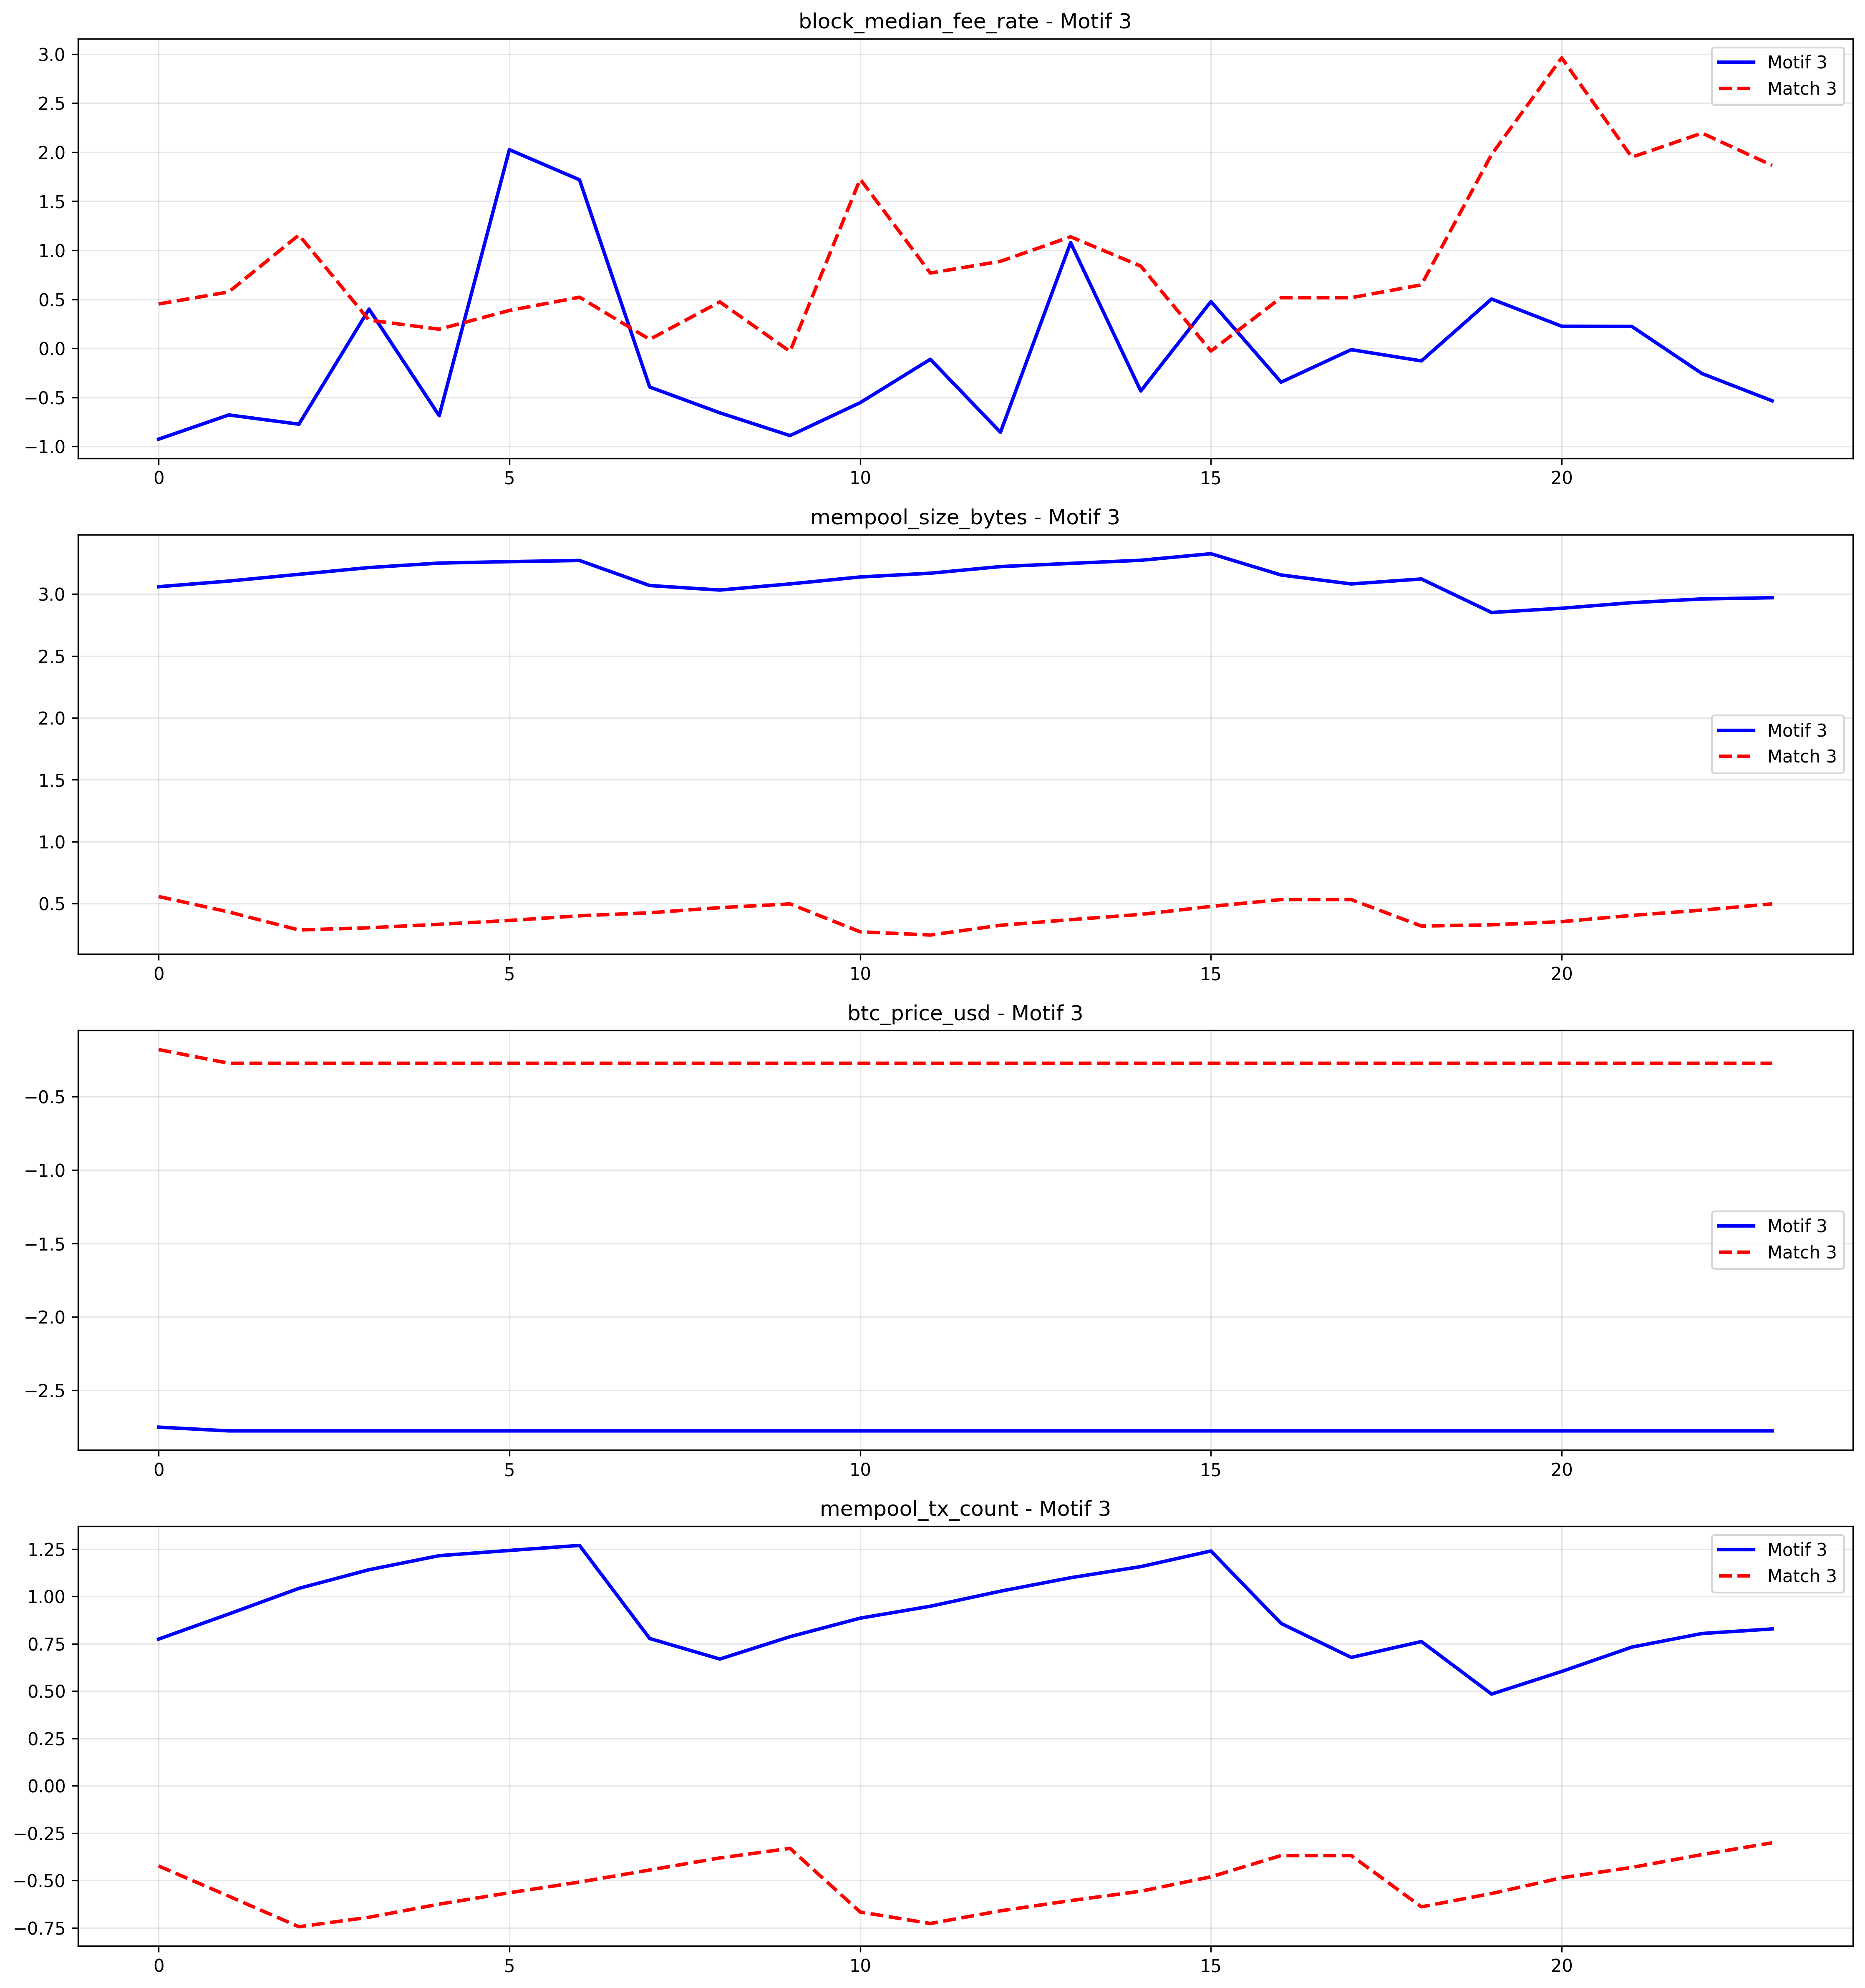 block_median_fee_rate - Motif 3
3.0
2.5
2.0
1.5
1.0
0.5
0.0
−0.5
−1.0
Motif 3
Match 3
0 5 10 15 20
mempool_size_bytes - Motif 3
3.0
2.5
2.0
1.5
1.0
0.5
Motif 3
Match 3
0 5 10 15 20
btc_price_usd - Motif 3
−0.5
−1.0
−1.5
−2.0
−2.5
Motif 3
Match 3
0 5 10 15 20
mempool_tx_count - Motif 3
1.25
1.00
0.75
0.50
0.25
0.00
−0.25
−0.50
−0.75
Motif 3
Match 3
0 5 10 15 20